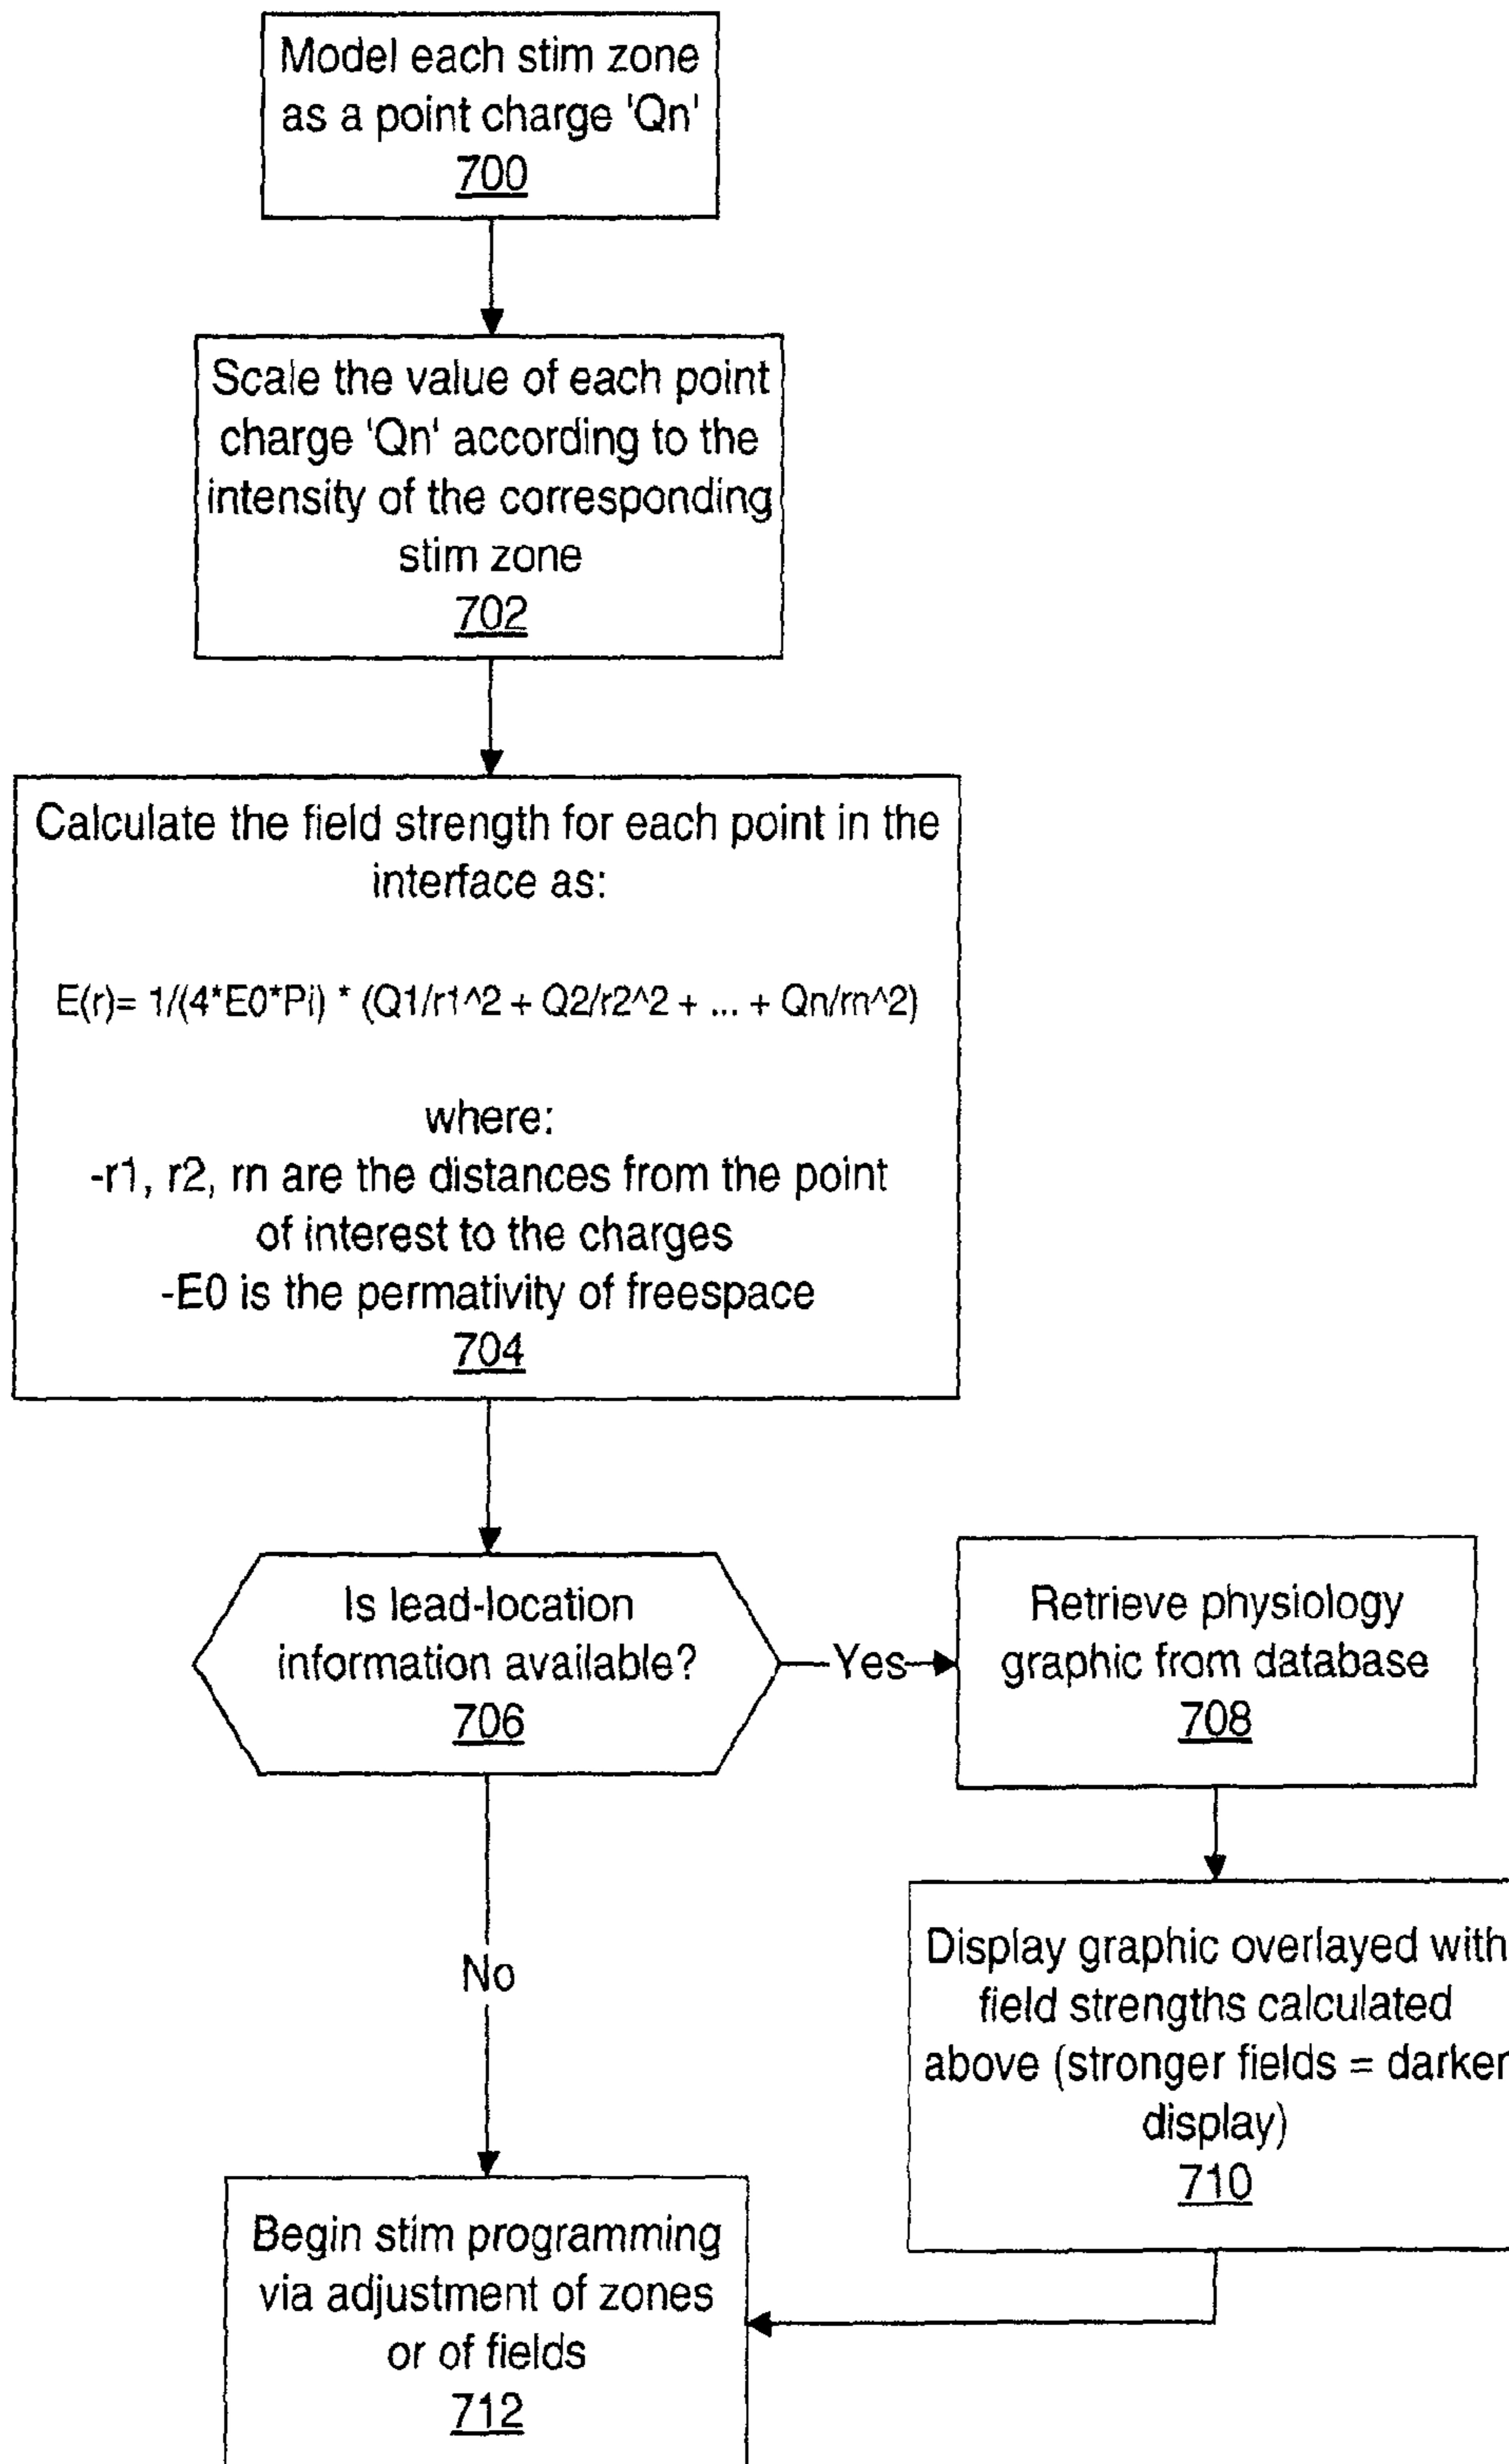 Model each stim zone
as a point charge 'Qn'
700
Scale the value of each point
charge 'Qn' according to the
intensity of the corresponding
stim zone
702
Calculate the field strength for each point in the
interface as:
E(r)= 1/(4*E0*Pi) * (Q1/r1^2 + Q2/r2^2 + ... + Qn/rn^2)
where:
-r1, r2, rn are the distances from the point
of interest to the charges
-E0 is the permativity of freespace
704
Is lead-location
information available?
706
Yes
Retrieve physiology
graphic from database
708
Display graphic overlayed with
field strengths calculated
above (stronger fields = darker
display)
710
No
Begin stim programming
via adjustment of zones
or of fields
712